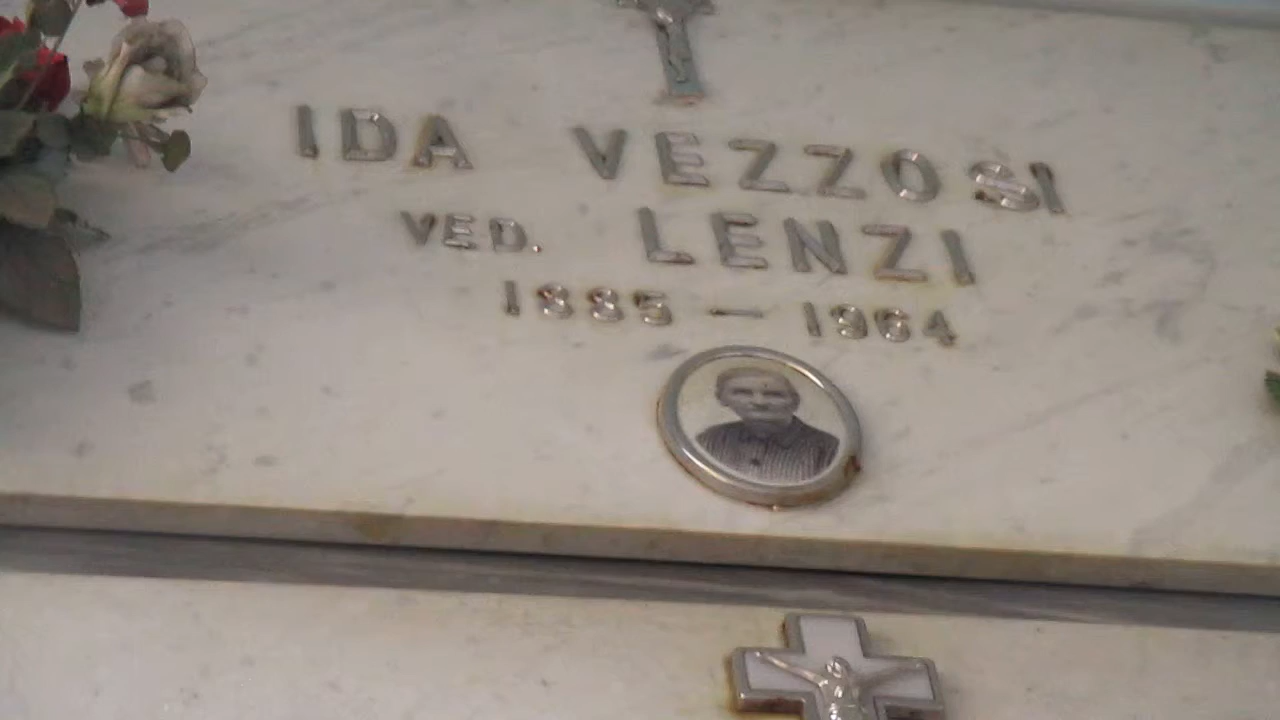 IDA VEZZOSI
VED. LENZI
1885 – 1964